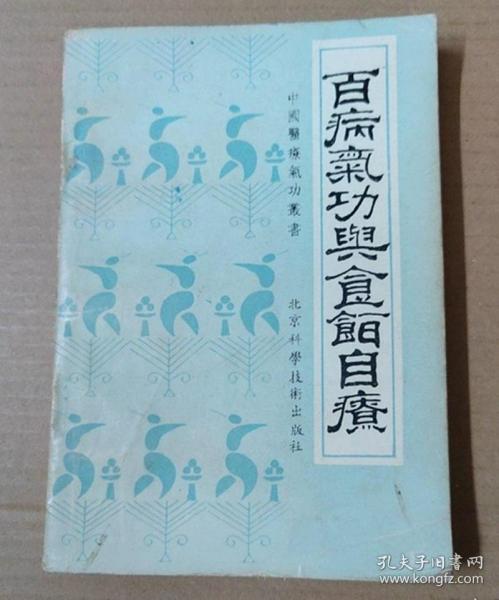 百病氣功與食自療
中國醫療氣功叢書
北京科學技術出版社
孔夫子旧书网
www.kongfz.com